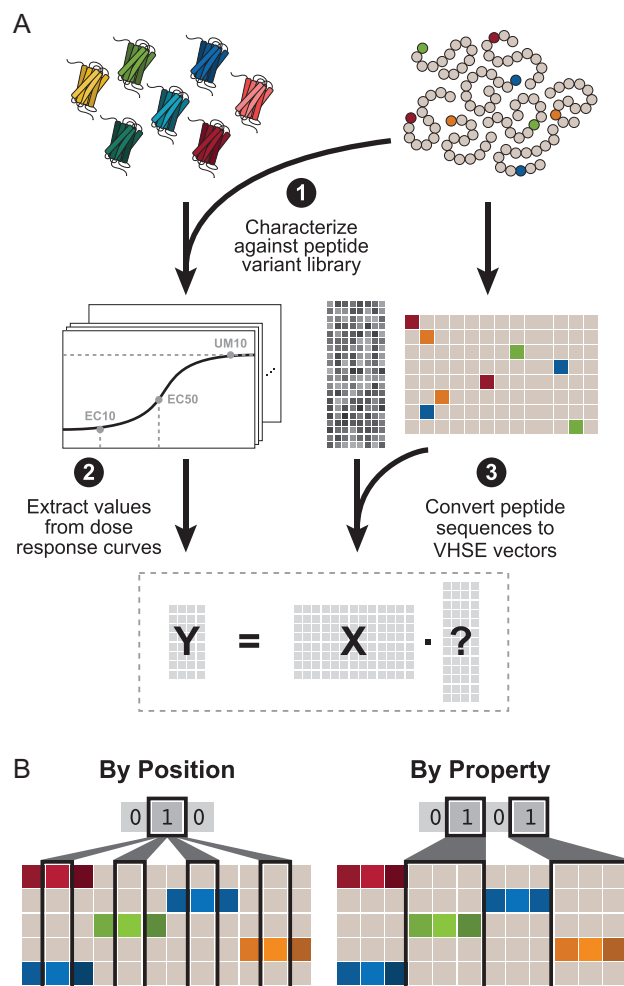 A
1
Characterize
against peptide
variant library
UM10
EC50
EC10
2
Extract values
from dose
response curves
3
Convert peptide
sequences to
VHSE vectors
Y = X · ?
B
By Position
By Property
0 1 0
0 1 0 1